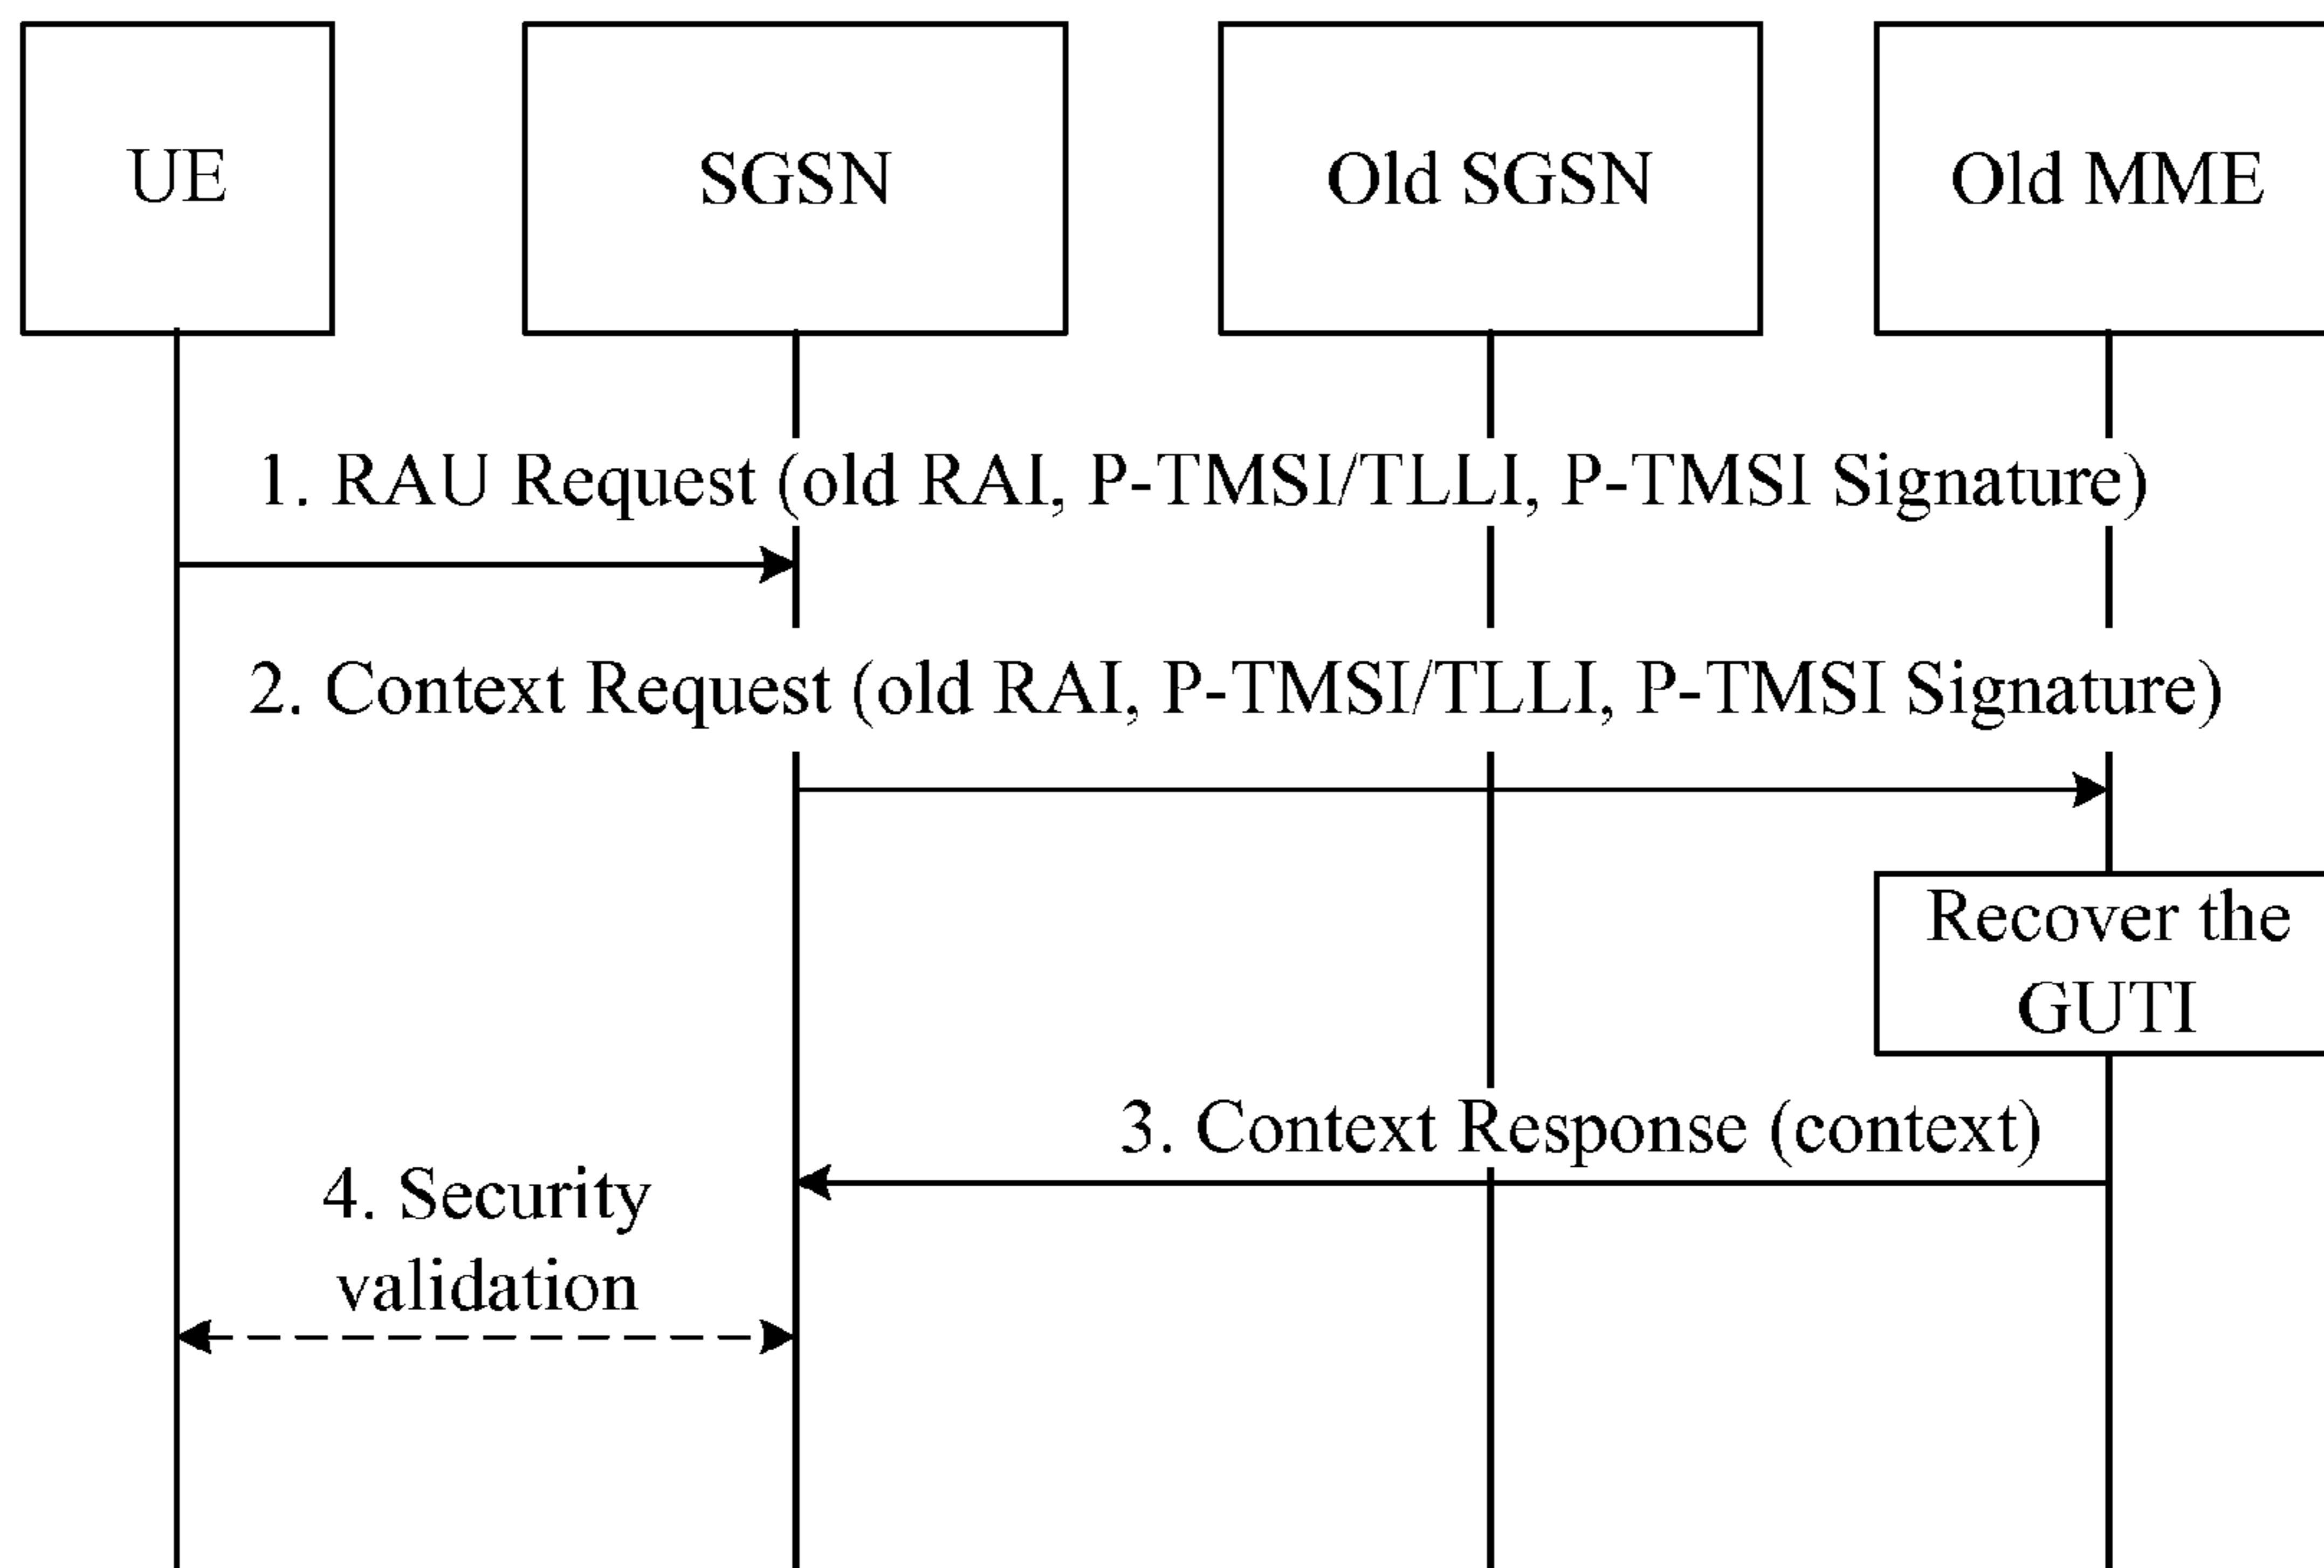 UE
SGSN
Old SGSN
Old MME
1. RAU Request (old RAI, P-TMSI/TLLI, P-TMSI Signature)
2. Context Request (old RAI, P-TMSI/TLLI, P-TMSI Signature)
Recover the
GUTI
3. Context Response (context)
4. Security
validation